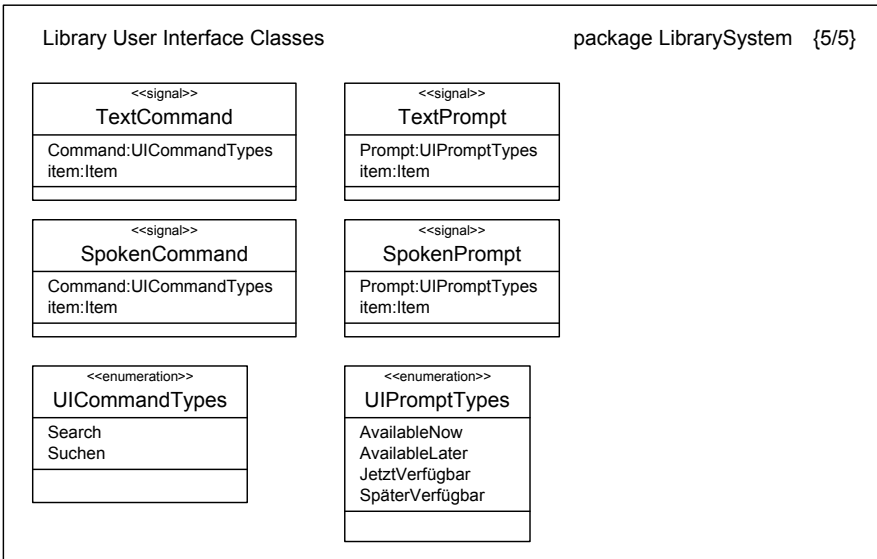 Library User Interface Classes
package LibrarySystem {5/5}
<<signal>>
TextCommand
Command:UICommandTypes
item:Item
<<signal>>
TextPrompt
Prompt:UIPromptTypes
item:Item
<<signal>>
SpokenCommand
Command:UICommandTypes
item:Item
<<signal>>
SpokenPrompt
Prompt:UIPromptTypes
item:Item
<<enumeration>>
UICommandTypes
Search
Suchen
<<enumeration>>
UIPromptTypes
AvailableNow
AvailableLater
JetztVerfügbar
SpäterVerfügbar